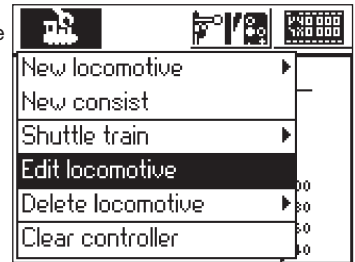 e
New locomotive
New consist
Shuttle train
Edit locomotive
Delete locomotive
Clear controller